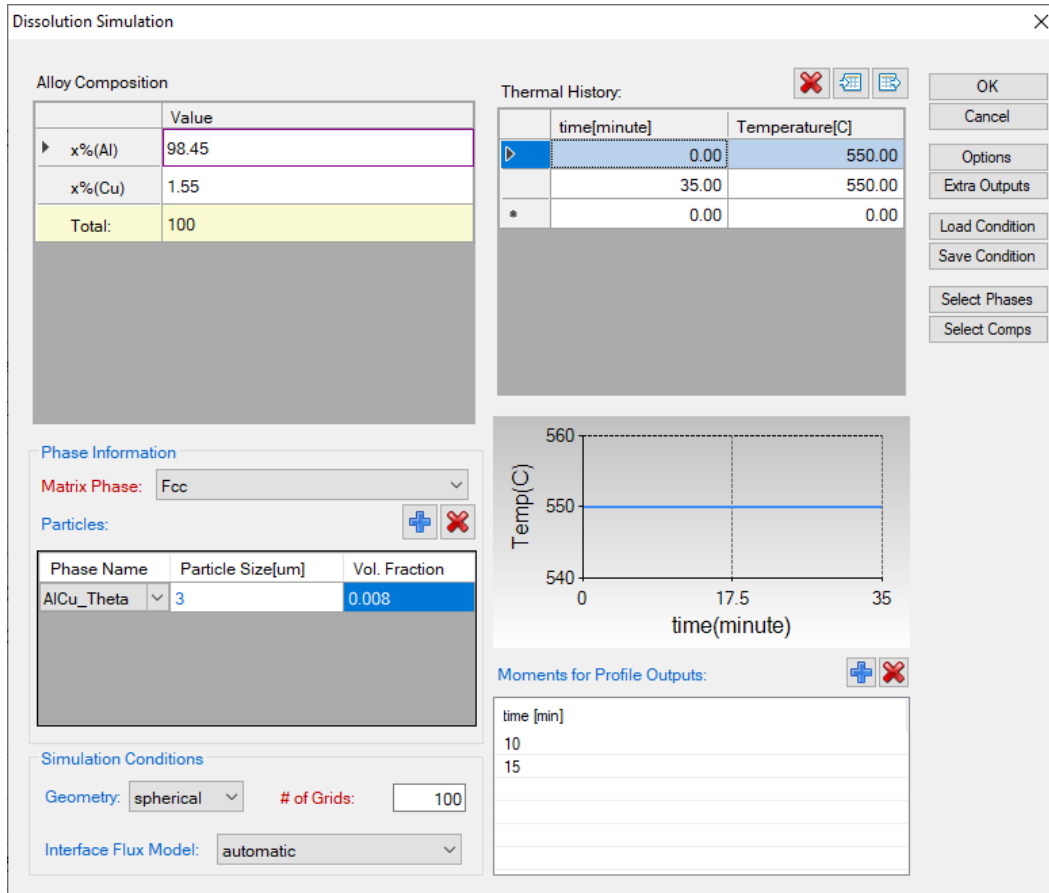 Dissolution Simulation
Alloy Composition
Value
x%(Al) 98.45
x%(Cu) 1.55
Total: 100
Thermal History:
time[minute] Temperature[C]
0.00 550.00
35.00 550.00
* 0.00 0.00
OK
Cancel
Options
Extra Outputs
Load Condition
Save Condition
Select Phases
Select Comps
Phase Information
Matrix Phase: Fcc
Particles:
Phase Name Particle Size[um] Vol. Fraction
AlCu_Theta 3 0.008
Simulation Conditions
Geometry: spherical # of Grids: 100
Interface Flux Model: automatic
Temp(C)
560
550
540
0 17.5 35
time(minute)
Moments for Profile Outputs:
time [min]
10
15